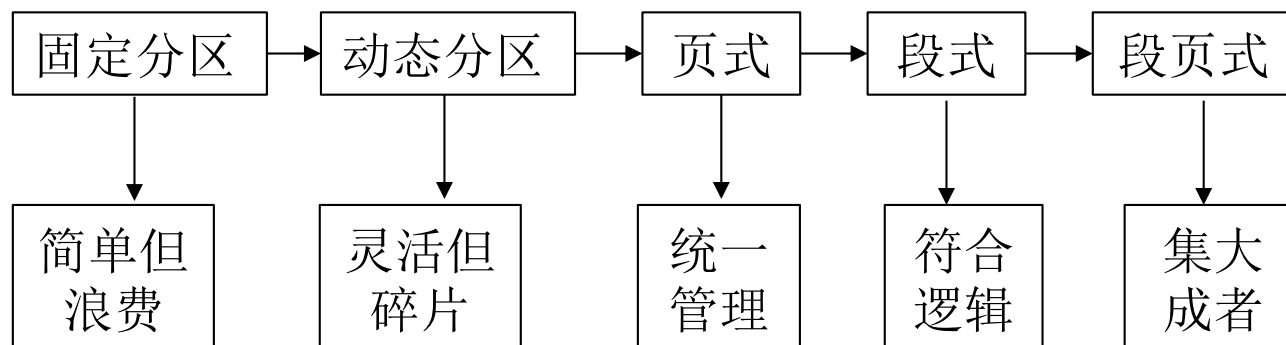 固定分区
动态分区
页式
段式
段页式
简单但
浪费
灵活但
碎片
统一
管理
符合
逻辑
集大
成者